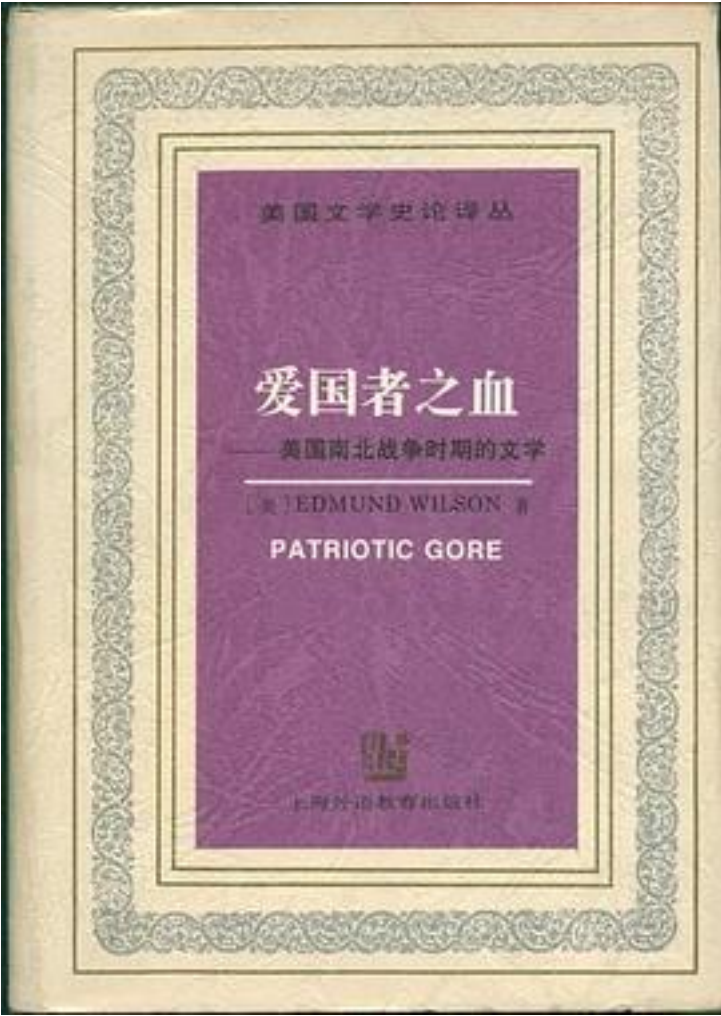 美国文学史论译丛
爱国者之血
——美国南北战争时期的文学
〔美〕EDMUND WILSON 著
PATRIOTIC GORE
上海外语教育出版社